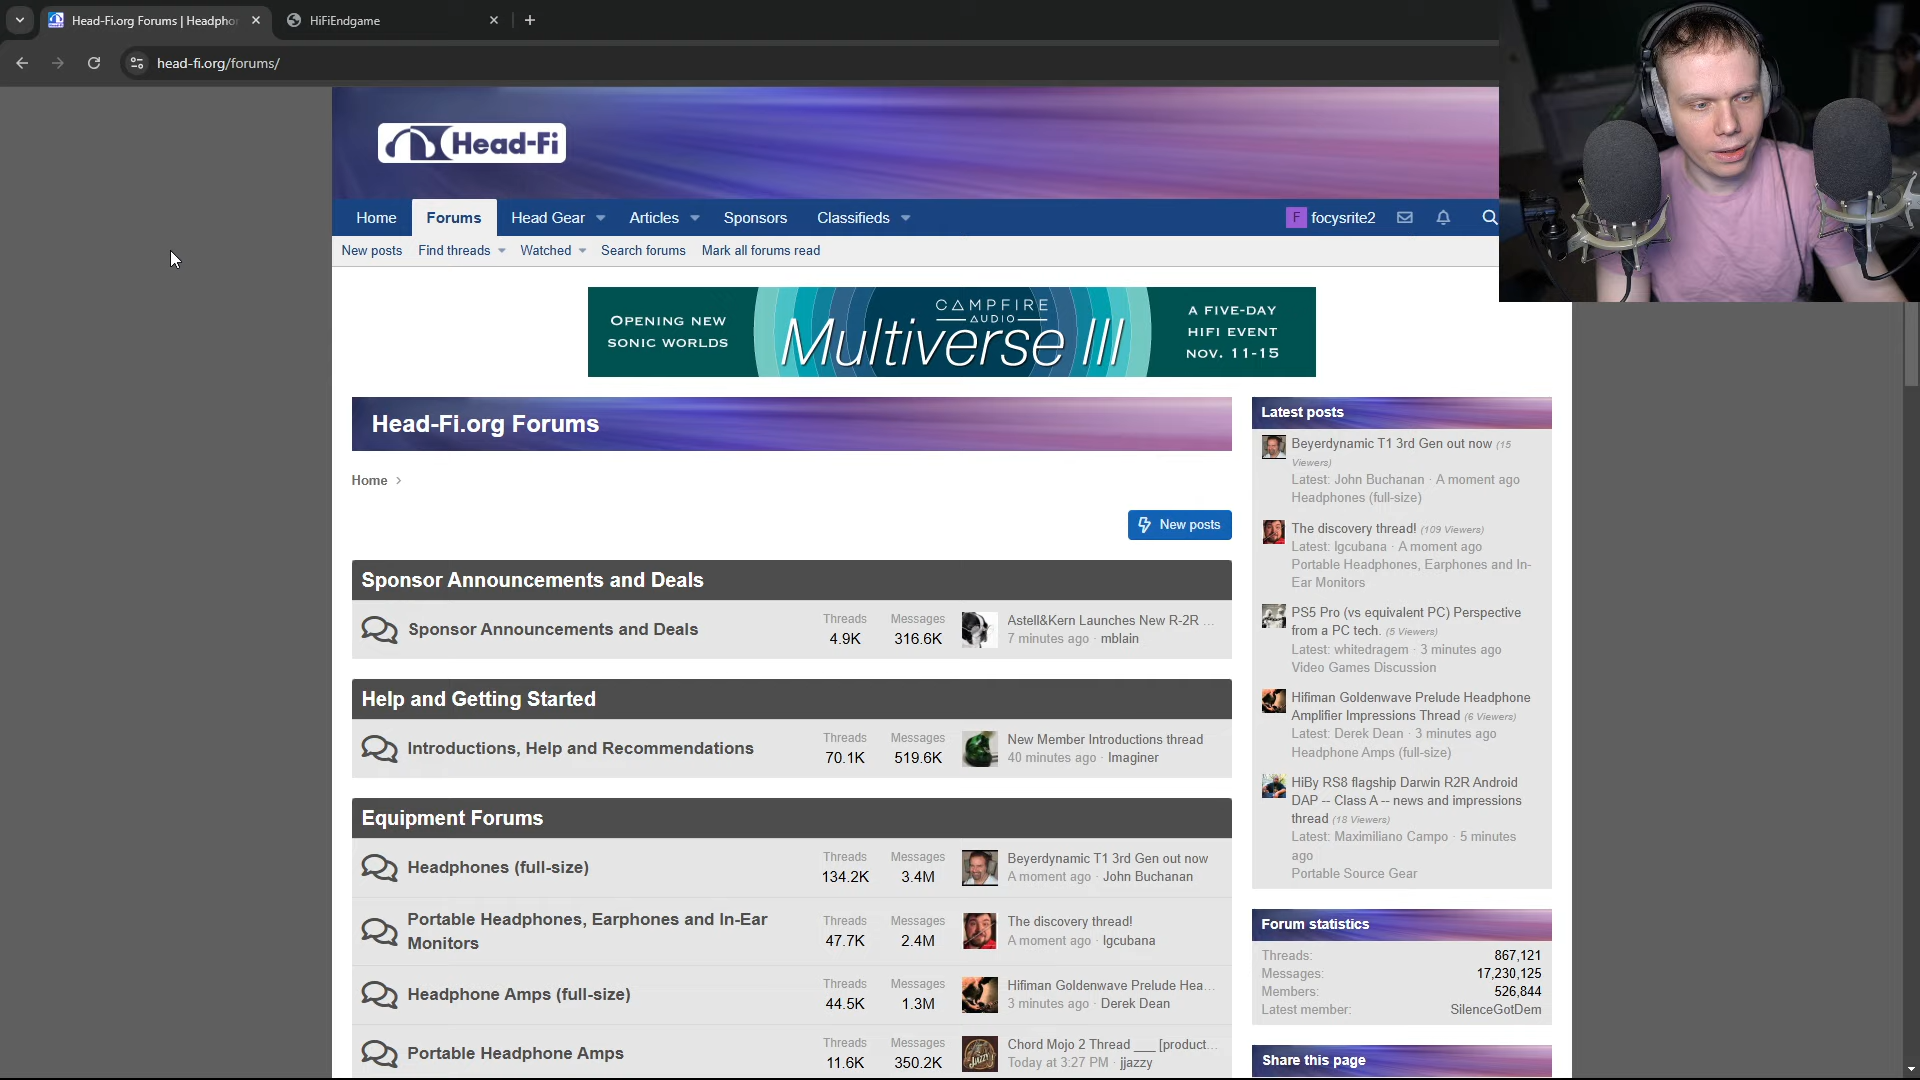 Head-Fi.org Forums | Headpho
HiFiEndgame
head-fi.org/forums/
Head-Fi
Home
Forums
Head Gear
Articles
Sponsors
Classifieds
F
focysrite2
New posts
Find threads
Watched
Search forums
Mark all forums read
OPENING NEW
SONIC WORLDS
CAMPFIRE
AUDIO
Multiverse III
A FIVE-DAY
HIFI EVENT
NOV. 11-15
Head-Fi.org Forums
Home
New posts
Sponsor Announcements and Deals
Sponsor Announcements and Deals
Threads
4.9K
Messages
316.6K
Astell&Kern Launches New R-2R ...
7 minutes ago · mblain
Help and Getting Started
Introductions, Help and Recommendations
Threads
70.1K
Messages
519.6K
New Member Introductions thread
40 minutes ago · Imaginer
Equipment Forums
Headphones (full-size)
Threads
134.2K
Messages
3.4M
Beyerdynamic T1 3rd Gen out now
A moment ago · John Buchanan
Portable Headphones, Earphones and In-Ear
Monitors
Threads
47.7K
Messages
2.4M
The discovery thread!
A moment ago · lgcubana
Headphone Amps (full-size)
Threads
44.5K
Messages
1.3M
Hifiman Goldenwave Prelude Hea...
3 minutes ago · Derek Dean
Portable Headphone Amps
Threads
11.6K
Messages
350.2K
Chord Mojo 2 Thread ___ [product...
Today at 3:27 PM · jjazzy
Latest posts
Beyerdynamic T1 3rd Gen out now (15
Viewers)
Latest: John Buchanan · A moment ago
Headphones (full-size)
The discovery thread! (109 Viewers)
Latest: lgcubana · A moment ago
Portable Headphones, Earphones and In-
Ear Monitors
PS5 Pro (vs equivalent PC) Perspective
from a PC tech. (5 Viewers)
Latest: whitedragem · 3 minutes ago
Video Games Discussion
Hifiman Goldenwave Prelude Headphone
Amplifier Impressions Thread (6 Viewers)
Latest: Derek Dean · 3 minutes ago
Headphone Amps (full-size)
HiBy RS8 flagship Darwin R2R Android
DAP -- Class A -- news and impressions
thread (18 Viewers)
Latest: Maximiliano Campo · 5 minutes
ago
Portable Source Gear
Forum statistics
Threads:
867,121
Messages:
17,230,125
Members:
526,844
Latest member:
SilenceGotDem
Share this page